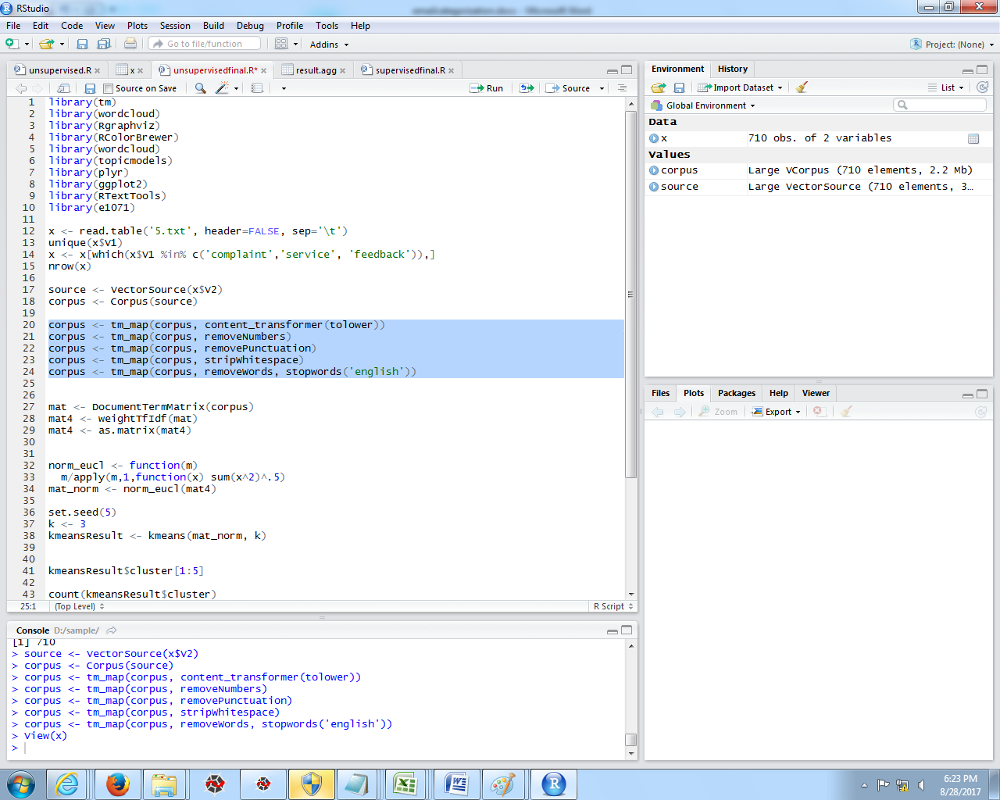 RStudio
emailcategorisation.docx - Microsoft Word
File Edit Code View Plots Session Build Debug Profile Tools Help
Go to file/function
Addins
Project: (None)
unsupervised.R
x
unsupervisedfinal.R*
result.agg
supervisedfinal.R
Source on Save
Run
Source
1 library(tm)
2 library(wordcloud)
3 library(Rgraphviz)
4 library(RColorBrewer)
5 library(wordcloud)
6 library(topicmodels)
7 library(plyr)
8 library(ggplot2)
9 library(RTextTools)
10 library(e1071)
11
12 x <- read.table('5.txt', header=FALSE, sep='\t')
13 unique(x$V1)
14 x <- x[which(x$V1 %in% c('complaint','service', 'feedback')),]
15 nrow(x)
16
17 source <- VectorSource(x$V2)
18 corpus <- Corpus(source)
19
20 corpus <- tm_map(corpus, content_transformer(tolower))
21 corpus <- tm_map(corpus, removeNumbers)
22 corpus <- tm_map(corpus, removePunctuation)
23 corpus <- tm_map(corpus, stripWhitespace)
24 corpus <- tm_map(corpus, removeWords, stopwords('english'))
25
26
27 mat <- DocumentTermMatrix(corpus)
28 mat4 <- weightTfIdf(mat)
29 mat4 <- as.matrix(mat4)
30
31
32 norm_eucl <- function(m)
33 m/apply(m,1,function(x) sum(x^2)^.5)
34 mat_norm <- norm_eucl(mat4)
35
36 set.seed(5)
37 k <- 3
38 kmeansResult <- kmeans(mat_norm, k)
39
40
41 kmeansResult$cluster[1:5]
42
43 count(kmeansResult$cluster)
25:1 (Top Level) R Script
Console D:/sample/
[1] 710
> source <- VectorSource(x$V2)
> corpus <- Corpus(source)
> corpus <- tm_map(corpus, content_transformer(tolower))
> corpus <- tm_map(corpus, removeNumbers)
> corpus <- tm_map(corpus, removePunctuation)
> corpus <- tm_map(corpus, stripWhitespace)
> corpus <- tm_map(corpus, removeWords, stopwords('english'))
> View(x)
>
Environment History
Import Dataset
List
Global Environment
Data
x 710 obs. of 2 variables
Values
corpus Large VCorpus (710 elements, 2.2 Mb)
source Large VectorSource (710 elements, 3…
Files Plots Packages Help Viewer
Zoom
Export
6:23 PM
8/28/2017